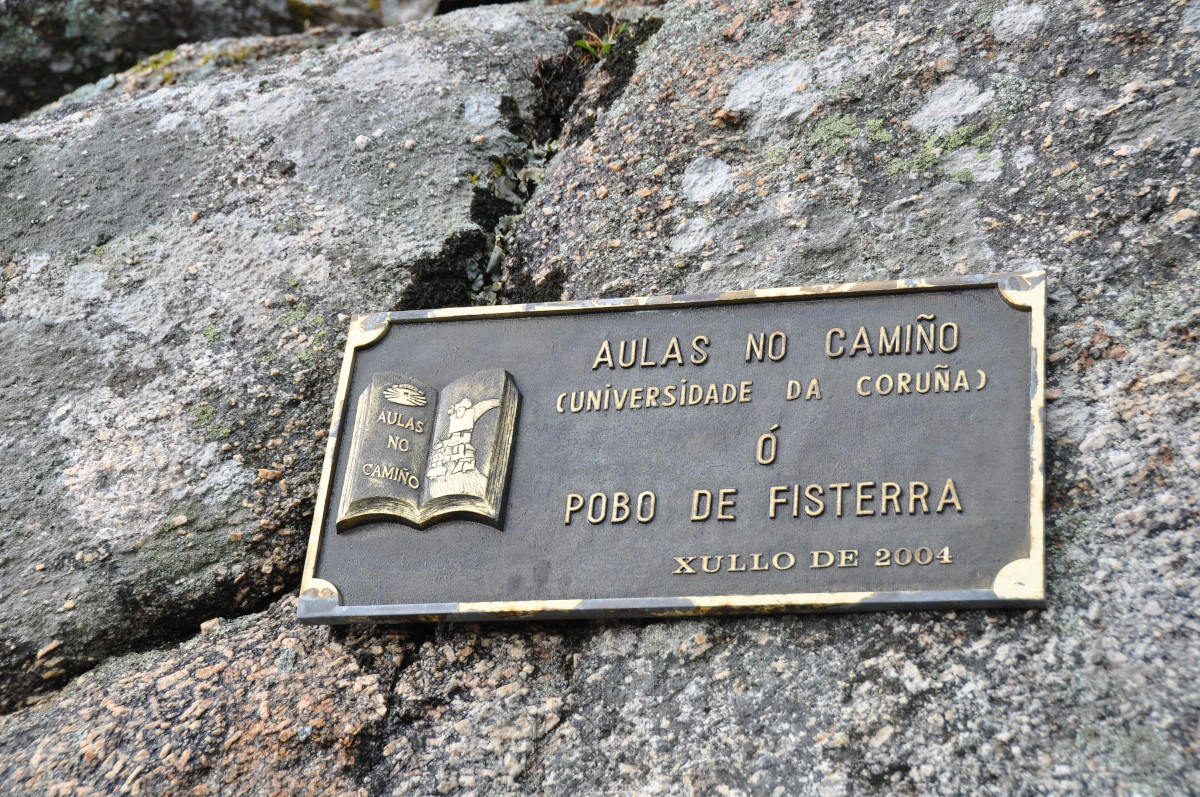 AULAS
NO
CAMIÑO
AULAS NO CAMIÑO
(UNIVERSIDADE DA CORUÑA)
Ó
POBO DE FISTERRA
XULLO DE 2004